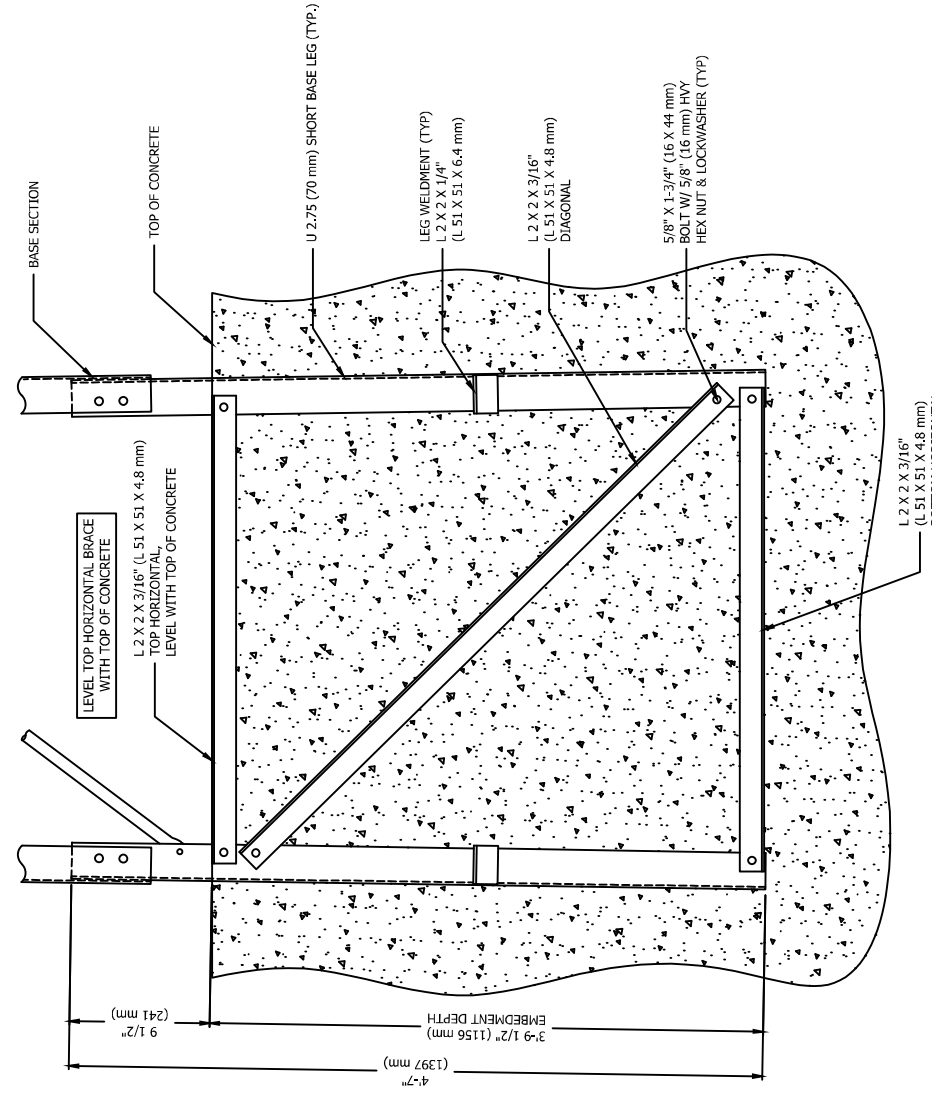 BASE SECTION
TOP OF CONCRETE
U 2.75 (70 mm) SHORT BASE LEG (TYP.)
LEG WELDMENT (TYP)
L 2 X 2 X 1/4"
(L 51 X 51 X 6.4 mm)
L 2 X 2 X 3/16"
(L 51 X 51 X 4.8 mm)
DIAGONAL
5/8" X 1-3/4" (16 X 44 mm)
BOLT W/ 5/8" (16 mm) HVY
HEX NUT & LOCKWASHER (TYP)
LEVEL TOP HORIZONTAL BRACE
WITH TOP OF CONCRETE
L 2 X 2 X 3/16" (L 51 X 51 X 4.8 mm)
TOP HORIZONTAL,
LEVEL WITH TOP OF CONCRETE
L 2 X 2 X 3/16"
(L 51 X 51 X 4.8 mm)
9 1/2"
(241 mm)
3'-9 1/2" (1156 mm)
EMBEDMENT DEPTH
4'-7"
(1397 mm)